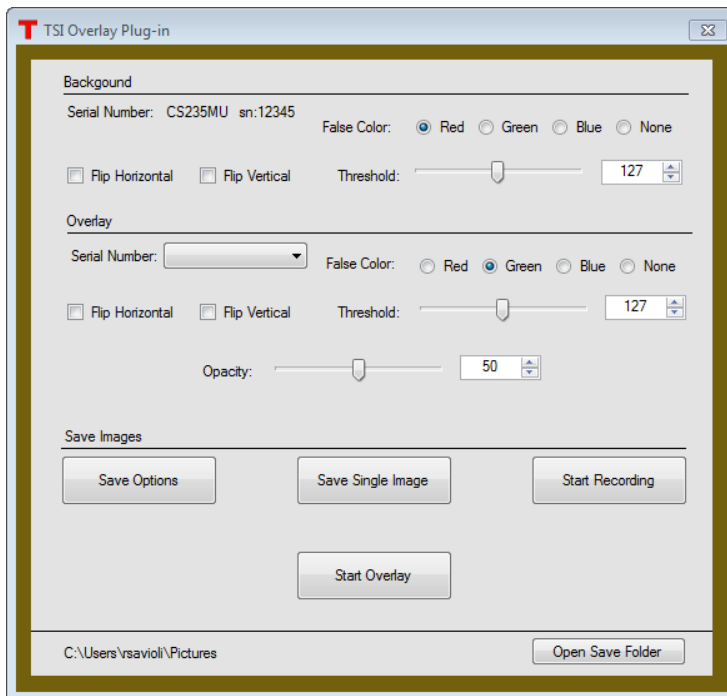 TSI Overlay Plug-in
Backgound
Serial Number: CS235MU sn:12345
False Color: Red Green Blue None
Flip Horizontal Flip Vertical Threshold: 127
Overlay
Serial Number: False Color: Red Green Blue None
Flip Horizontal Flip Vertical Threshold: 127
Opacity: 50
Save Images
Save Options Save Single Image Start Recording
Start Overlay
C:\Users\rsavioli\Pictures Open Save Folder